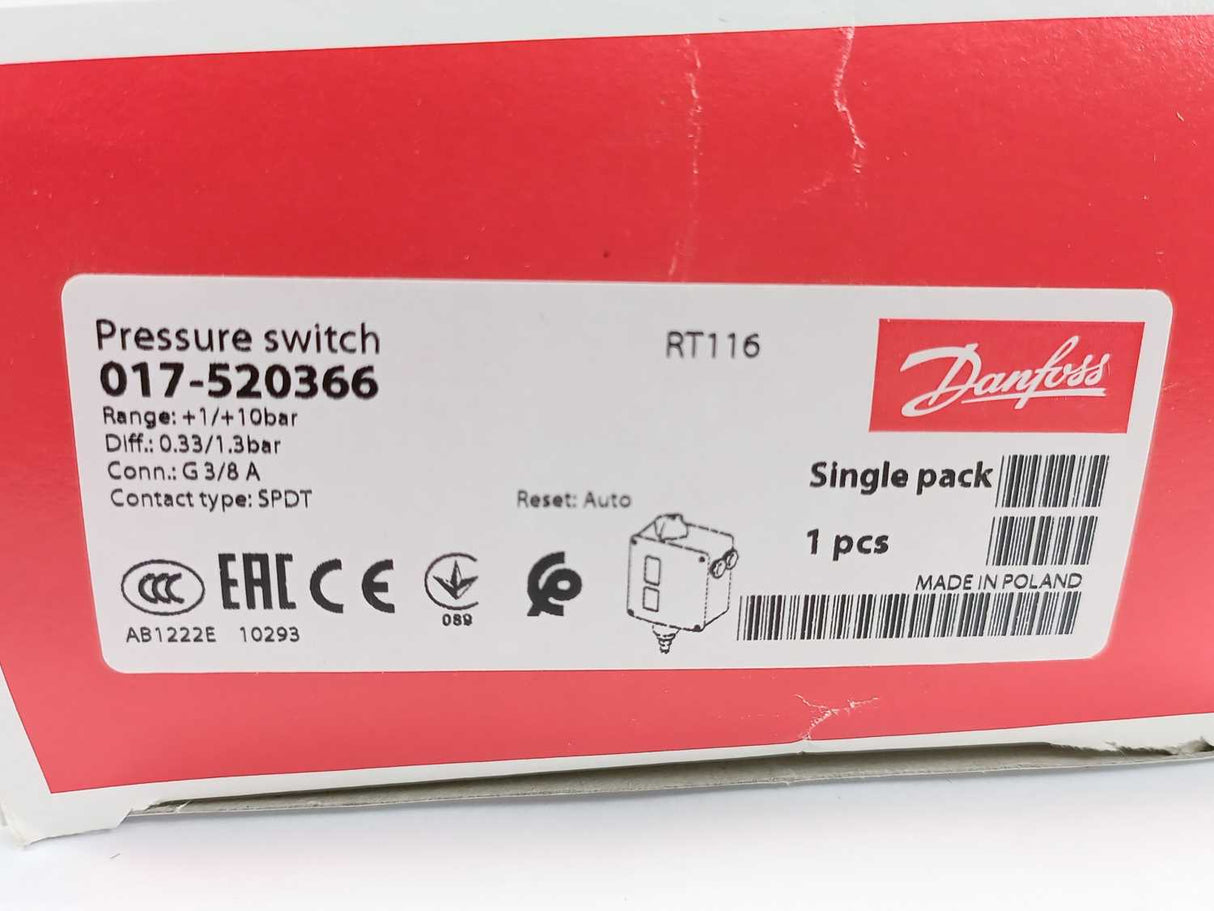 Pressure switch
RT116
Danfoss
017-520366
Range: +1/+10bar
Diff.: 0.33/1.3bar
Conn.: G 3/8 A
Contact type: SPDT
Reset: Auto
Single pack
1 pcs
MADE IN POLAND
CCC
EAC
CE
089
AB1222E 10293